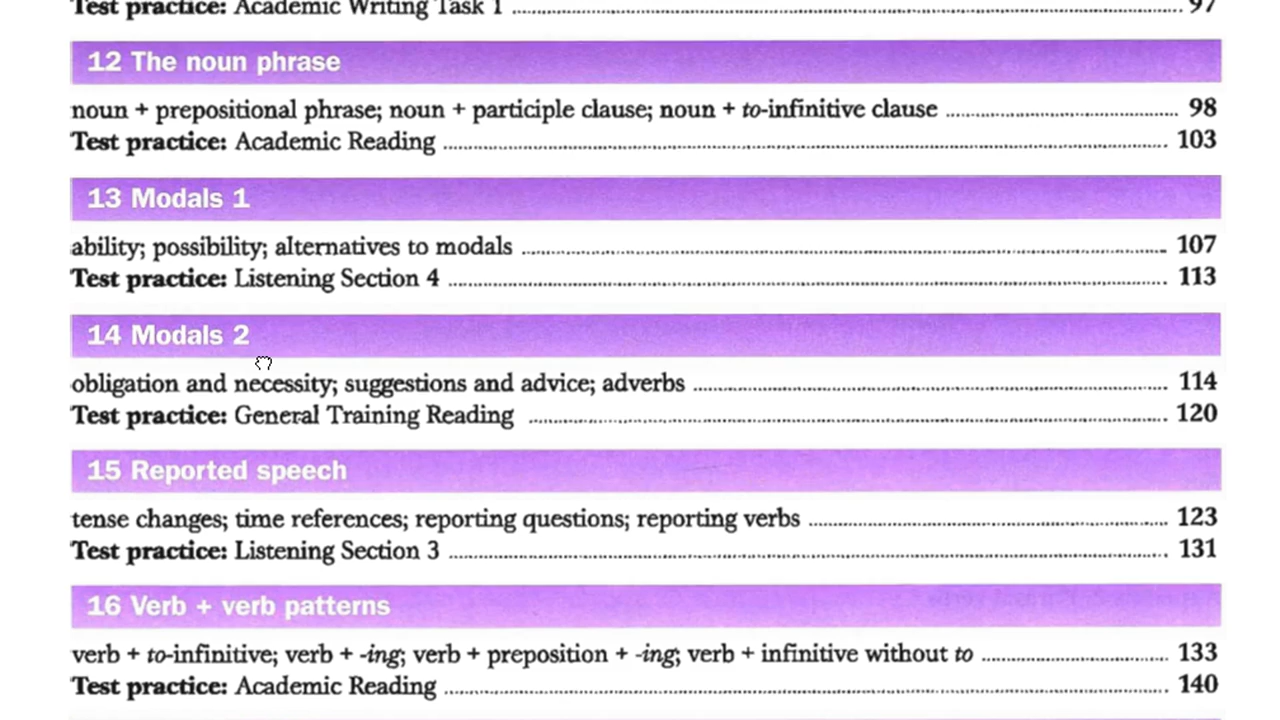 Test practice: Academic Writing Task 1 ........ 97
12 The noun phrase
noun + prepositional phrase; noun + participle clause; noun + to-infinitive clause ........ 98
Test practice: Academic Reading ........ 103
13 Modals 1
ability; possibility; alternatives to modals ........ 107
Test practice: Listening Section 4 ........ 113
14 Modals 2
obligation and necessity; suggestions and advice; adverbs ........ 114
Test practice: General Training Reading ........ 120
15 Reported speech
tense changes; time references; reporting questions; reporting verbs ........ 123
Test practice: Listening Section 3 ........ 131
16 Verb + verb patterns
verb + to-infinitive; verb + -ing; verb + preposition + -ing; verb + infinitive without to ........ 133
Test practice: Academic Reading ........ 140